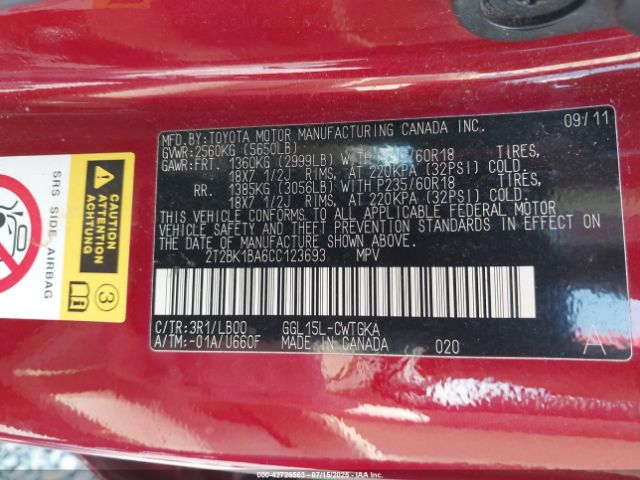 MFD.BY:TOYOTA MOTOR MANUFACTURING CANADA INC. 09/11
GVWR:2560KG (5650LB)
GAWR:FRT. 1360KG (2999LB) WITH /60R18 TIRES,
18X7 1/2J RIMS, AT 220KPA (32PSI) COLD
RR. 1385KG (3056LB) WITH P235/60R18 TIRES,
18X7 1/2J RIMS, AT 220KPA (32PSI) COLD.
THIS VEHICLE CONFORMS TO ALL APPLICABLE FEDERAL MOTOR
VEHICLE SAFETY AND THEFT PREVENTION STANDARDS IN EFFECT
ON THE DATE OF MANUFACTURE SHOWN ABOVE.
2T2BK1BA6CC123693 MPV
C/TR:3R1/LB00 GGL15L-CWTGKA
A/TM:-01A/U660F MADE IN CANADA 020
A
SRS SIDE AIRBAG
ATTENTION
CAUTION
ACHTUNG
3
000-42726583 - 07/15/2025 - IAA Inc.